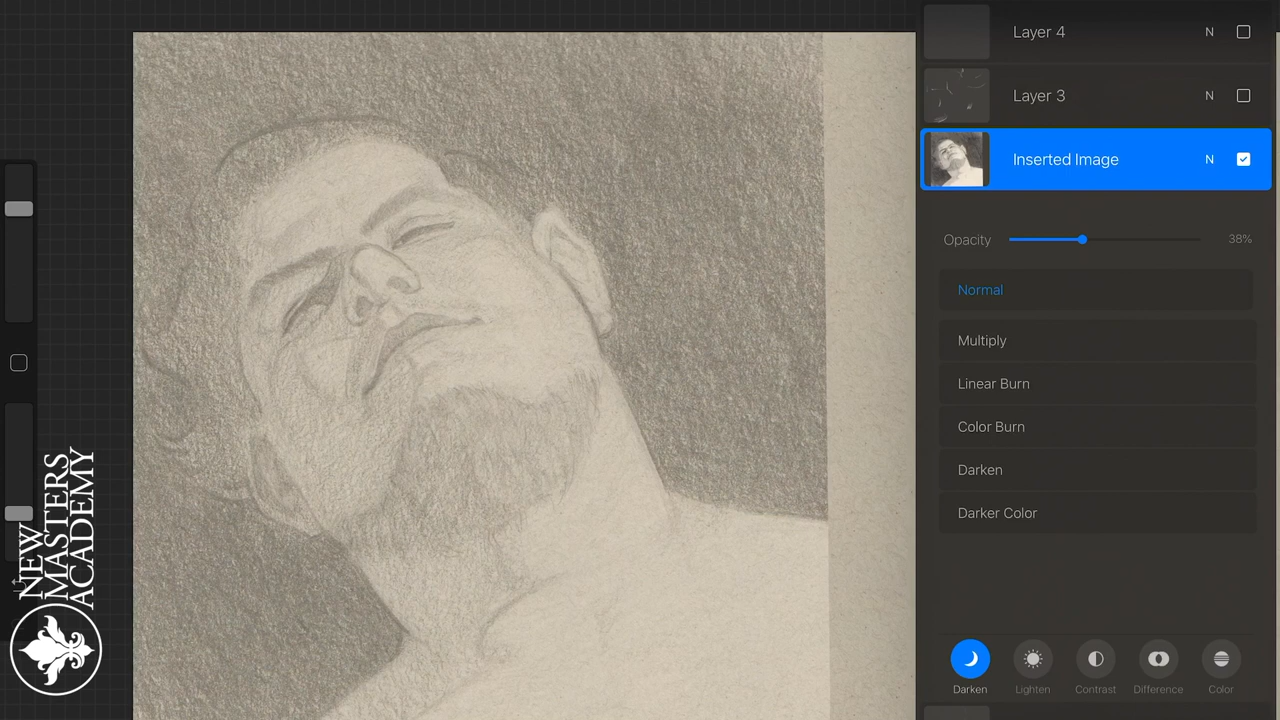 Layer 4 N
Layer 3 N
Inserted Image N
Opacity 38%
Normal
Multiply
Linear Burn
Color Burn
Darken
Darker Color
Darken Lighten Contrast Difference Color
NEW
MASTERS
ACADEMY